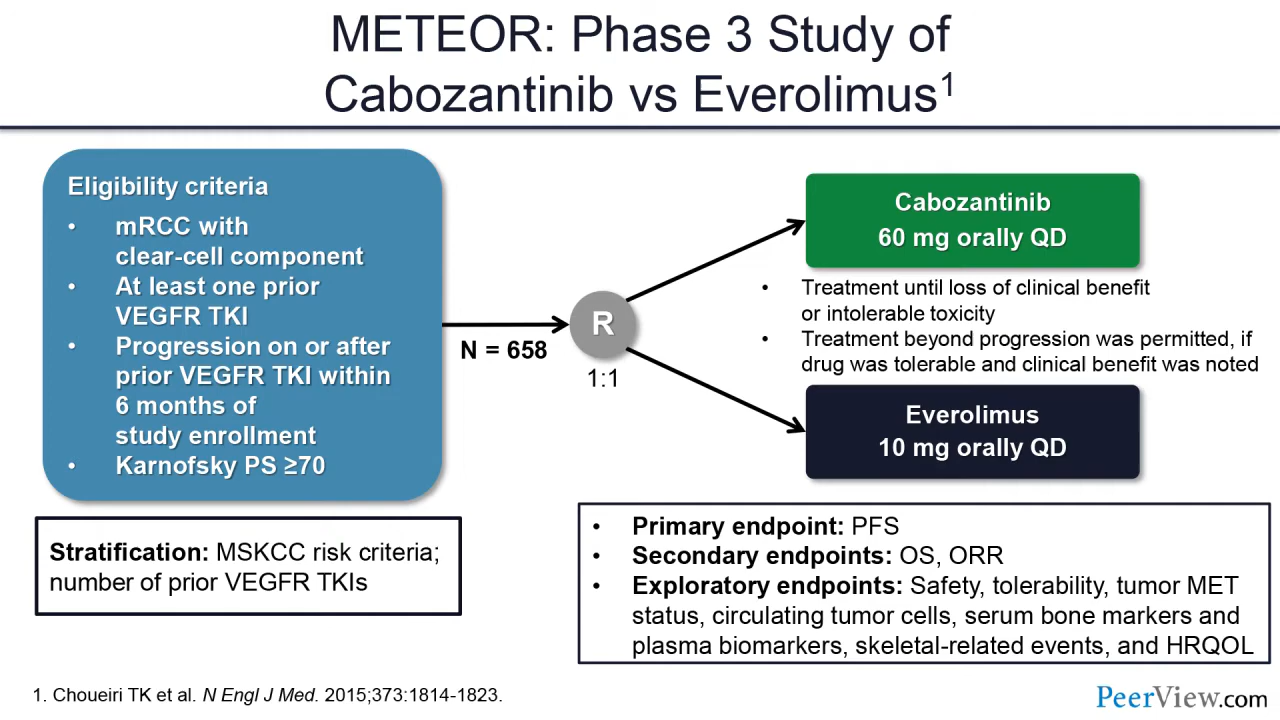 METEOR: Phase 3 Study of
Cabozantinib vs Everolimus1
Eligibility criteria
• mRCC with
clear-cell component
• At least one prior
VEGFR TKI
• Progression on or after
prior VEGFR TKI within
6 months of
study enrollment
• Karnofsky PS ≥70
Stratification: MSKCC risk criteria;
number of prior VEGFR TKIs
N = 658
R
1:1
Cabozantinib
60 mg orally QD
• Treatment until loss of clinical benefit
or intolerable toxicity
• Treatment beyond progression was permitted, if
drug was tolerable and clinical benefit was noted
Everolimus
10 mg orally QD
• Primary endpoint: PFS
• Secondary endpoints: OS, ORR
• Exploratory endpoints: Safety, tolerability, tumor MET
status, circulating tumor cells, serum bone markers and
plasma biomarkers, skeletal-related events, and HRQOL
1. Choueiri TK et al. N Engl J Med. 2015;373:1814-1823.
PeerView.com